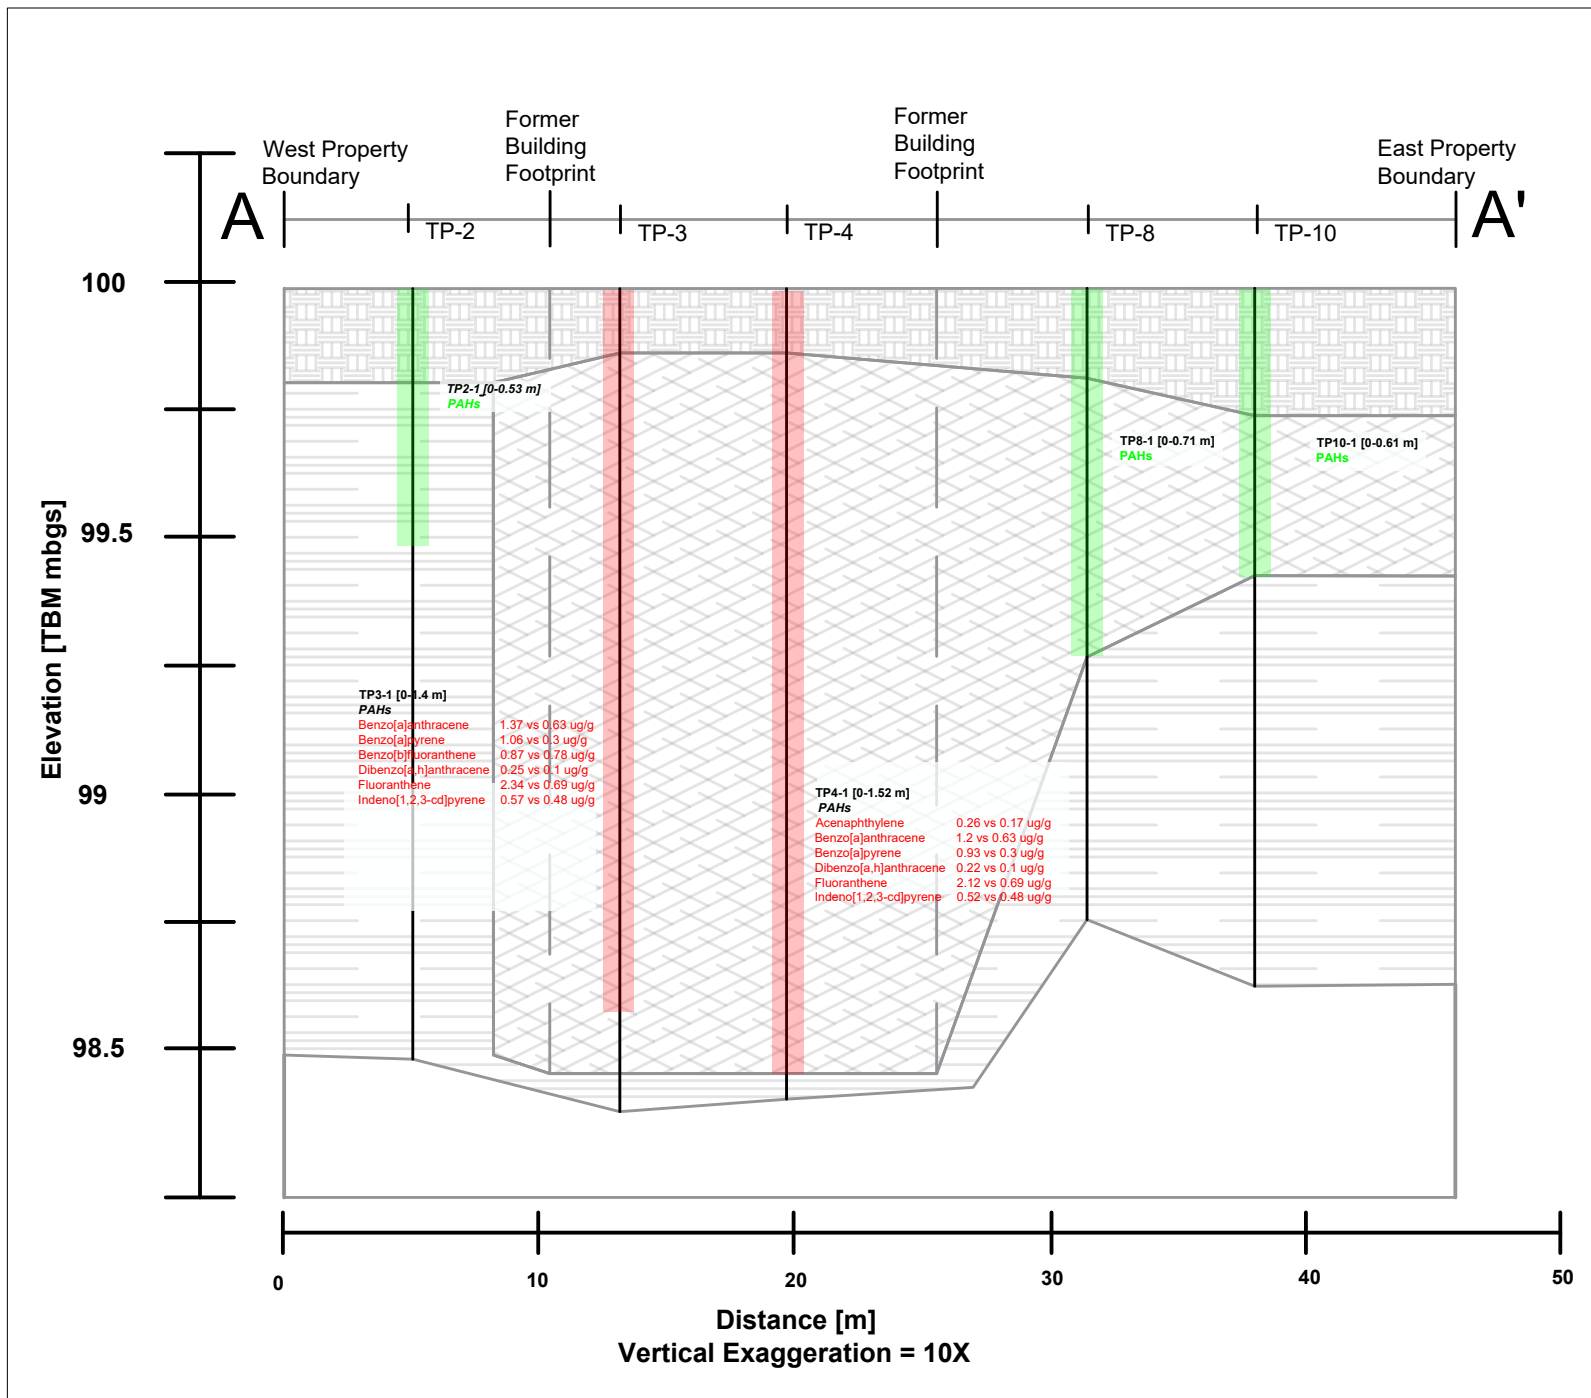 Former
Building
Footprint
Former
Building
Footprint
West Property
Boundary
East Property
Boundary
A
A'
TP-2
TP-3
TP-4
TP-8
TP-10
100
99.5
99
98.5
Elevation [TBM mbgs]
TP2-1 [0-0.53 m]
PAHs
TP8-1 [0-0.71 m]
PAHs
TP10-1 [0-0.61 m]
PAHs
TP3-1 [0-1.4 m]
PAHs
Benzo[a]anthracene 1.37 vs 0.63 ug/g
Benzo[a]pyrene 1.06 vs 0.3 ug/g
Benzo[b]fluoranthene 0.87 vs 0.78 ug/g
Dibenzo[a,h]anthracene 0.25 vs 0.1 ug/g
Fluoranthene 2.34 vs 0.69 ug/g
Indeno[1,2,3-cd]pyrene 0.57 vs 0.48 ug/g
TP4-1 [0-1.52 m]
PAHs
Acenaphthylene 0.26 vs 0.17 ug/g
Benzo[a]anthracene 1.2 vs 0.63 ug/g
Benzo[a]pyrene 0.93 vs 0.3 ug/g
Dibenzo[a,h]anthracene 0.22 vs 0.1 ug/g
Fluoranthene 2.12 vs 0.69 ug/g
Indeno[1,2,3-cd]pyrene 0.52 vs 0.48 ug/g
0 10 20 30 40 50
Distance [m]
Vertical Exaggeration = 10X